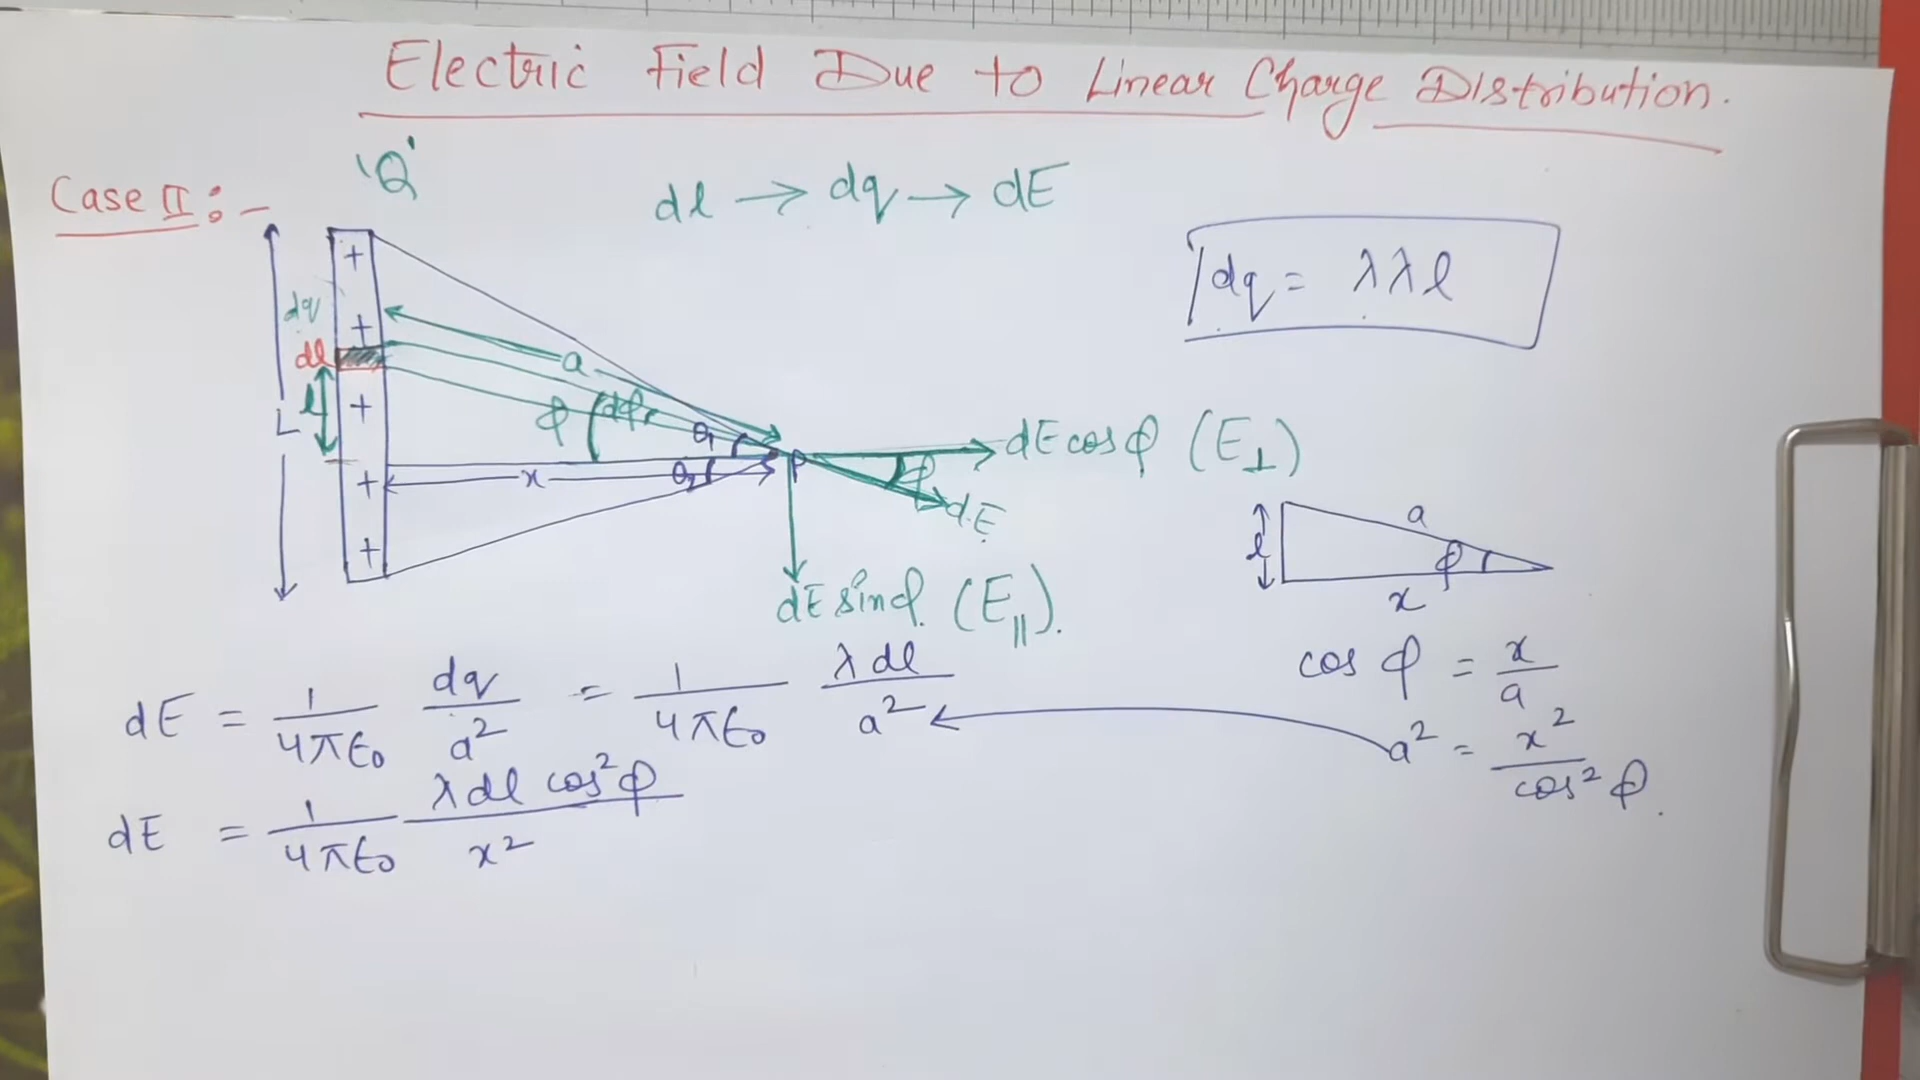 Electric Field Due to Linear Charge Distribution.
'Q'
Case II:-
dl → dq → dE
dq = λλl
dq
dl
l
L
+
+
+
+
+
a
φ
dφ
θ1
θ2
x
P
dE cos φ (E⊥)
φ
dE
dE sin φ (E||).
a
l
φ
x
cos φ = x/a
a² = x²/cos² φ.
dE = 1/4πϵ0 dq/a² = 1/4πϵ0 λ dl/a²
dE = 1/4πϵ0 λ dl cos² φ/x²